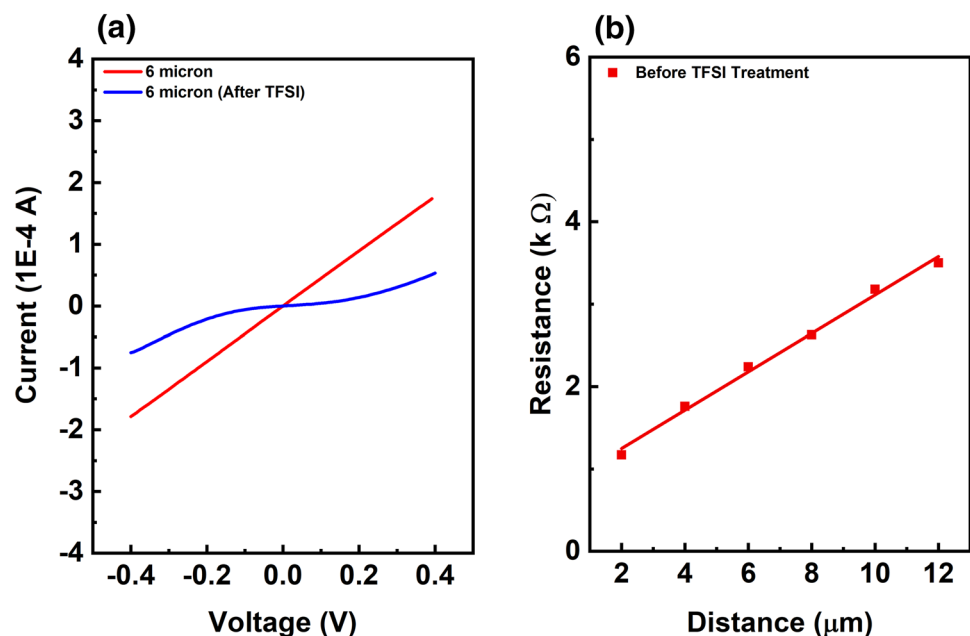 (a)
6 micron
6 micron (After TFSI)
4
3
2
1
0
-1
-2
-3
-4
Current (1E-4 A)
-0.4 -0.2 0.0 0.2 0.4
Voltage (V)
(b)
Before TFSI Treatment
6
4
2
0
Resistance (k Ω)
2 4 6 8 10 12
Distance (μm)